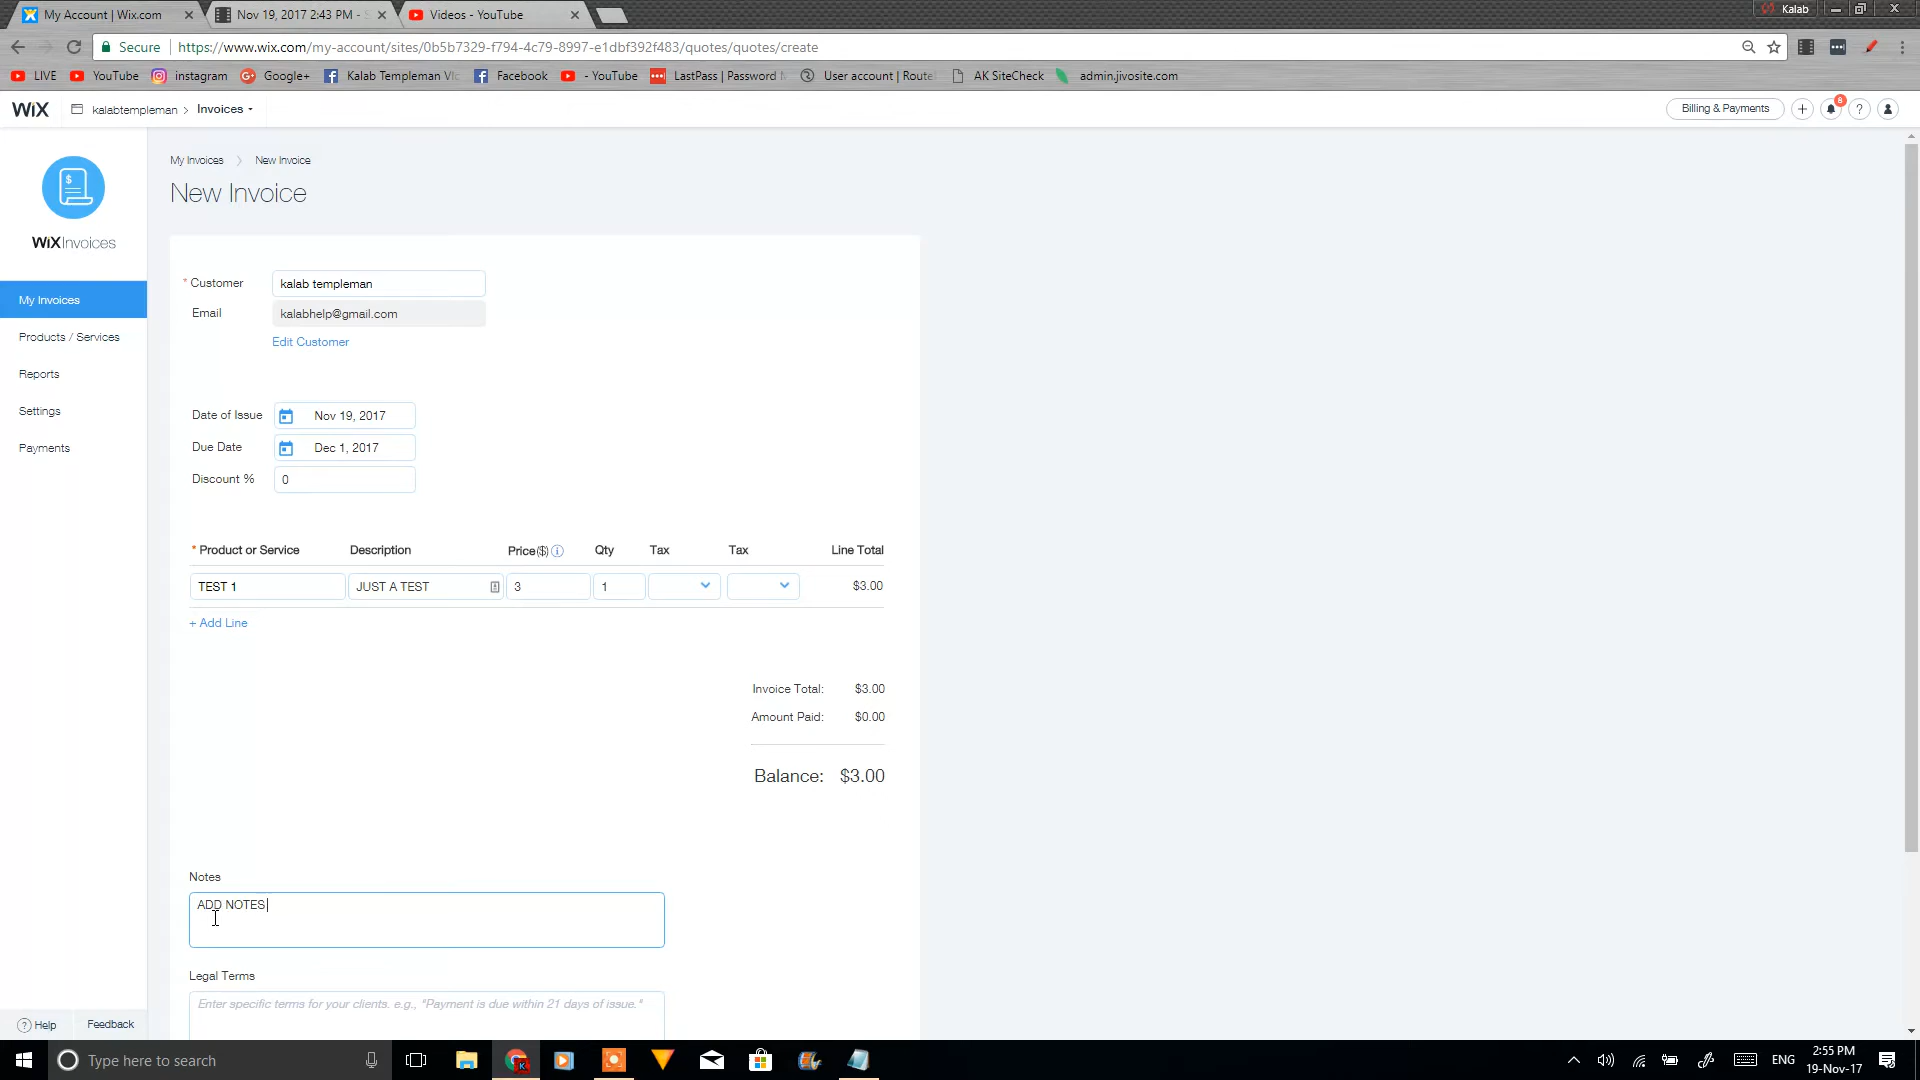 My Account | Wix.com
Nov 19, 2017 2:43 PM - S
Videos - YouTube
Kalab
Secure
https://www.wix.com/my-account/sites/0b5b7329-f794-4c79-8997-e1dbf392f483/quotes/quotes/create
LIVE
YouTube
instagram
Google+
Kalab Templeman Vlo
Facebook
- YouTube
LastPass | Password M
User account | Route
AK SiteCheck
admin.jivosite.com
WiX
kalabtempleman > Invoices
Billing & Payments
8
?
WiX Invoices
My Invoices
Products / Services
Reports
Settings
Payments
My Invoices > New Invoice
New Invoice
* Customer kalab templeman
Email kalabhelp@gmail.com
Edit Customer
Date of Issue Nov 19, 2017
Due Date Dec 1, 2017
Discount % 0
* Product or Service Description Price($) Qty Tax Tax Line Total
TEST 1 JUST A TEST 3 1 $3.00
+ Add Line
Invoice Total: $3.00
Amount Paid: $0.00
Balance: $3.00
Notes
ADD NOTES
Legal Terms
Enter specific terms for your clients. e.g., "Payment is due within 21 days of issue."
? Help
Feedback
Type here to search
ENG
2:55 PM
19-Nov-17